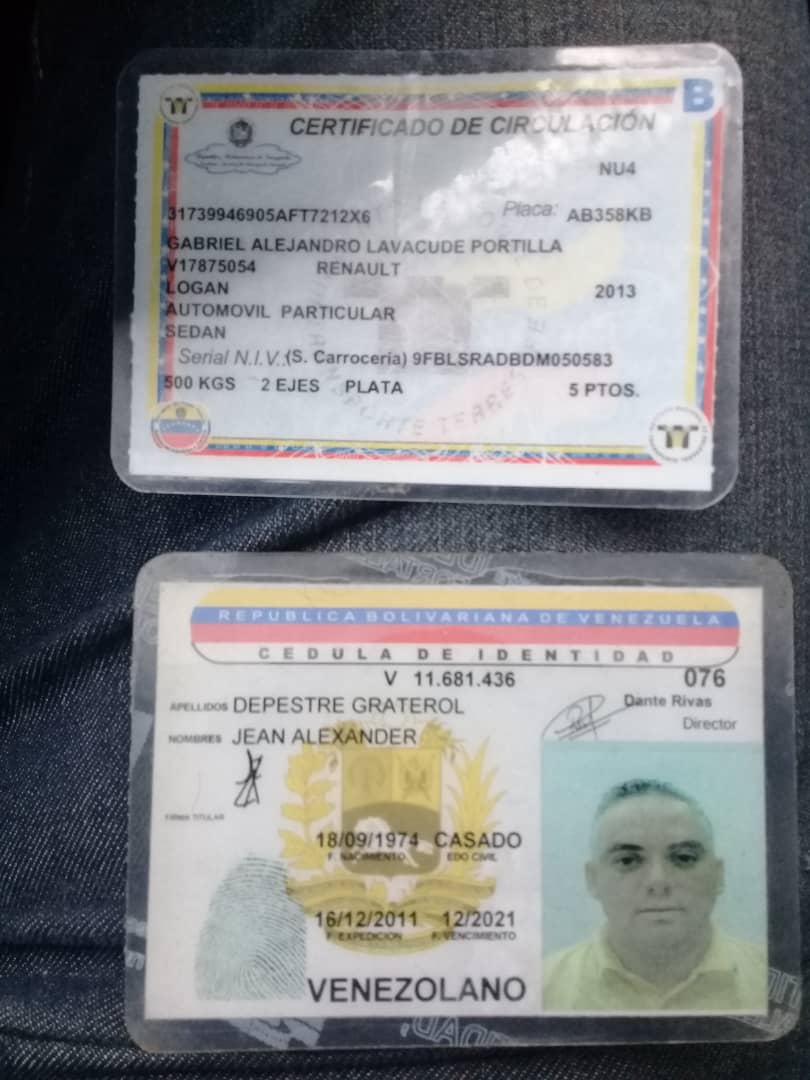 B
CERTIFICADO DE CIRCULACIÓN
NU4
31739946905AFT7212X6 Placa: AB358KB
GABRIEL ALEJANDRO LAVACUDE PORTILLA
V17875054 RENAULT
LOGAN 2013
AUTOMOVIL PARTICULAR
SEDAN
Serial N.I.V.:(S. Carroceria) 9FBLSRADBDM050583
500 KGS 2 EJES PLATA 5 PTOS.
REPUBLICA BOLIVARIANA DE VENEZUELA
CEDULA DE IDENTIDAD
V 11.681.436 076
APELLIDOS DEPESTRE GRATEROL Dante Rivas
Director
NOMBRES JEAN ALEXANDER
FIRMA TITULAR
18/09/1974 CASADO
F. NACIMIENTO EDO CIVIL
16/12/2011 12/2021
F. EXPEDICION F. VENCIMIENTO
VENEZOLANO